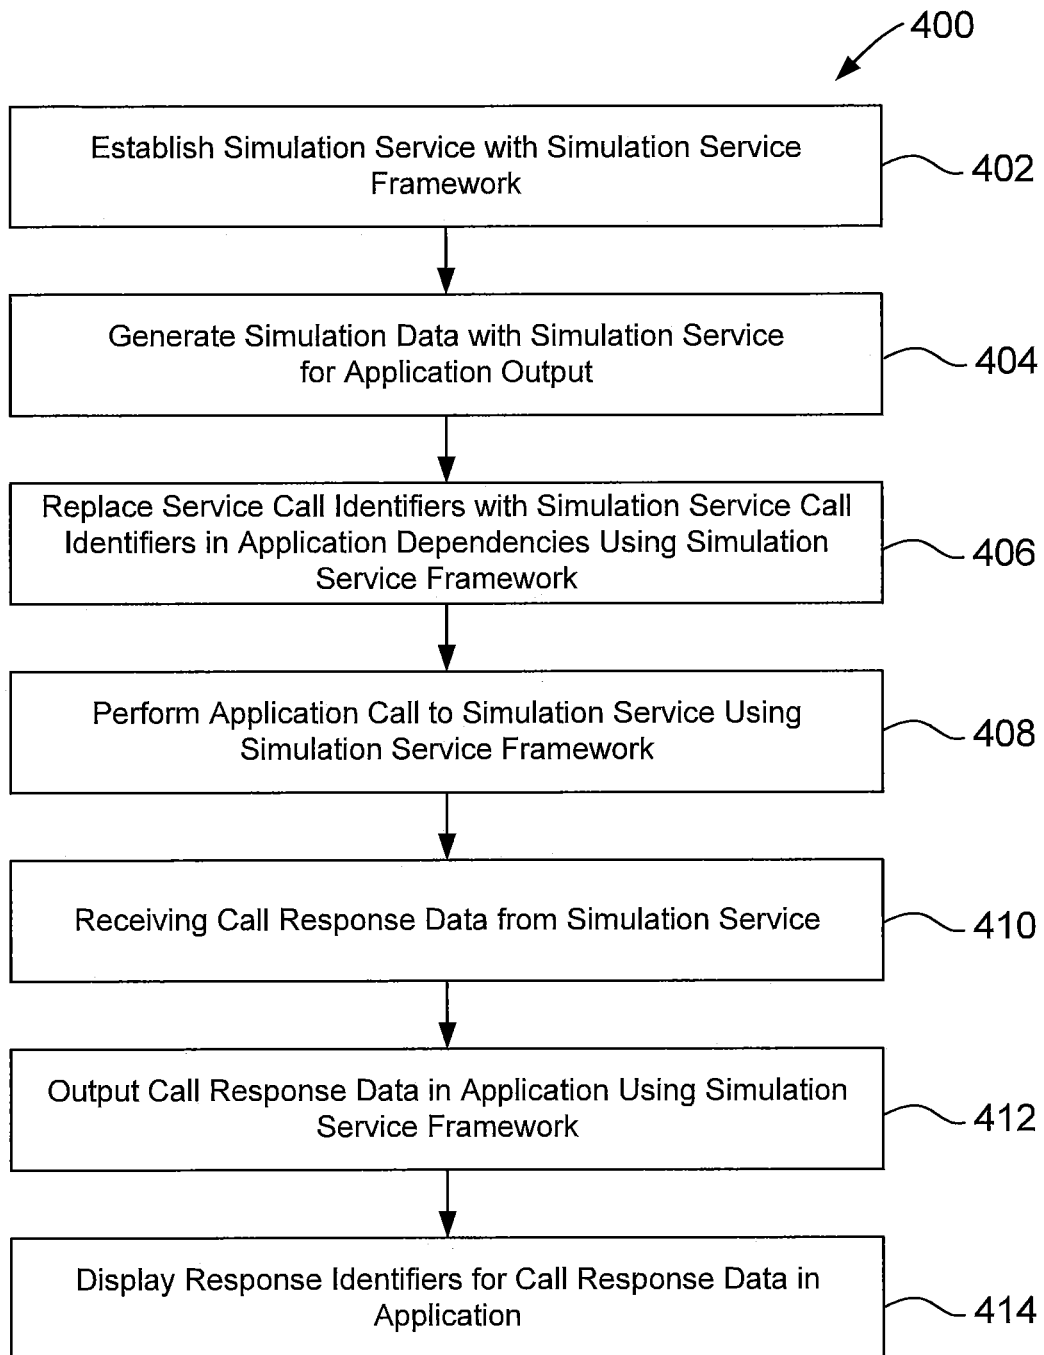 400
Establish Simulation Service with Simulation Service
Framework
402
Generate Simulation Data with Simulation Service
for Application Output
404
Replace Service Call Identifiers with Simulation Service Call
Identifiers in Application Dependencies Using Simulation
Service Framework
406
Perform Application Call to Simulation Service Using
Simulation Service Framework
408
Receiving Call Response Data from Simulation Service
410
Output Call Response Data in Application Using Simulation
Service Framework
412
Display Response Identifiers for Call Response Data in
Application
414